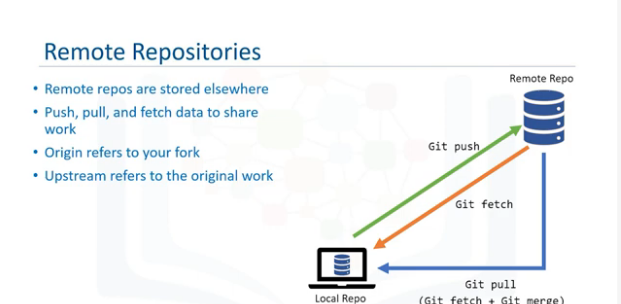 Remote Repositories
• Remote repos are stored elsewhere
• Push, pull, and fetch data to share
work
• Origin refers to your fork
• Upstream refers to the original work
Remote Repo
Git push
Git fetch
Git pull
(Git fetch + Git merge)
Local Repo